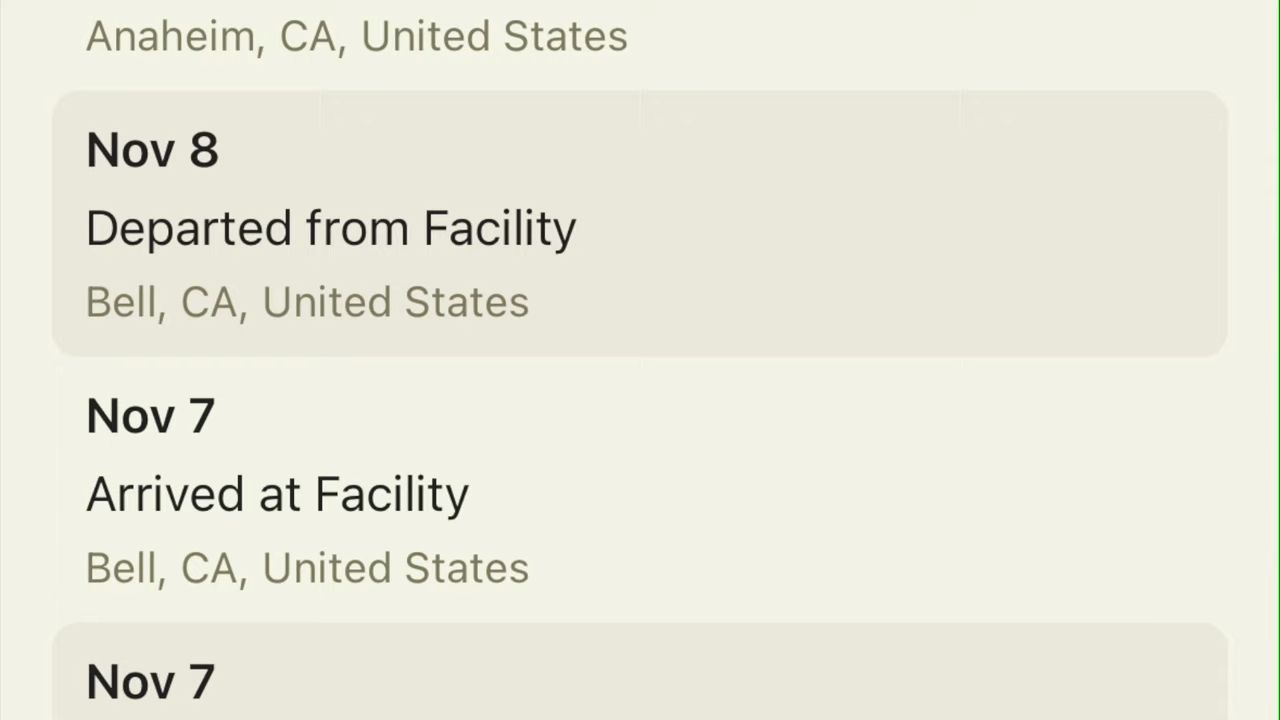 Anaheim, CA, United States
Nov 8
Departed from Facility
Bell, CA, United States
Nov 7
Arrived at Facility
Bell, CA, United States
Nov 7